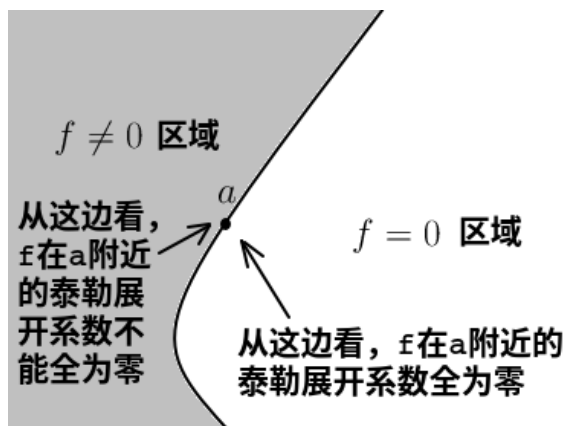 f ≠ 0 区域
a
从这边看，
f在a附近
的泰勒展
开系数不
能全为零
f = 0 区域
从这边看，f在a附近的
泰勒展开系数全为零